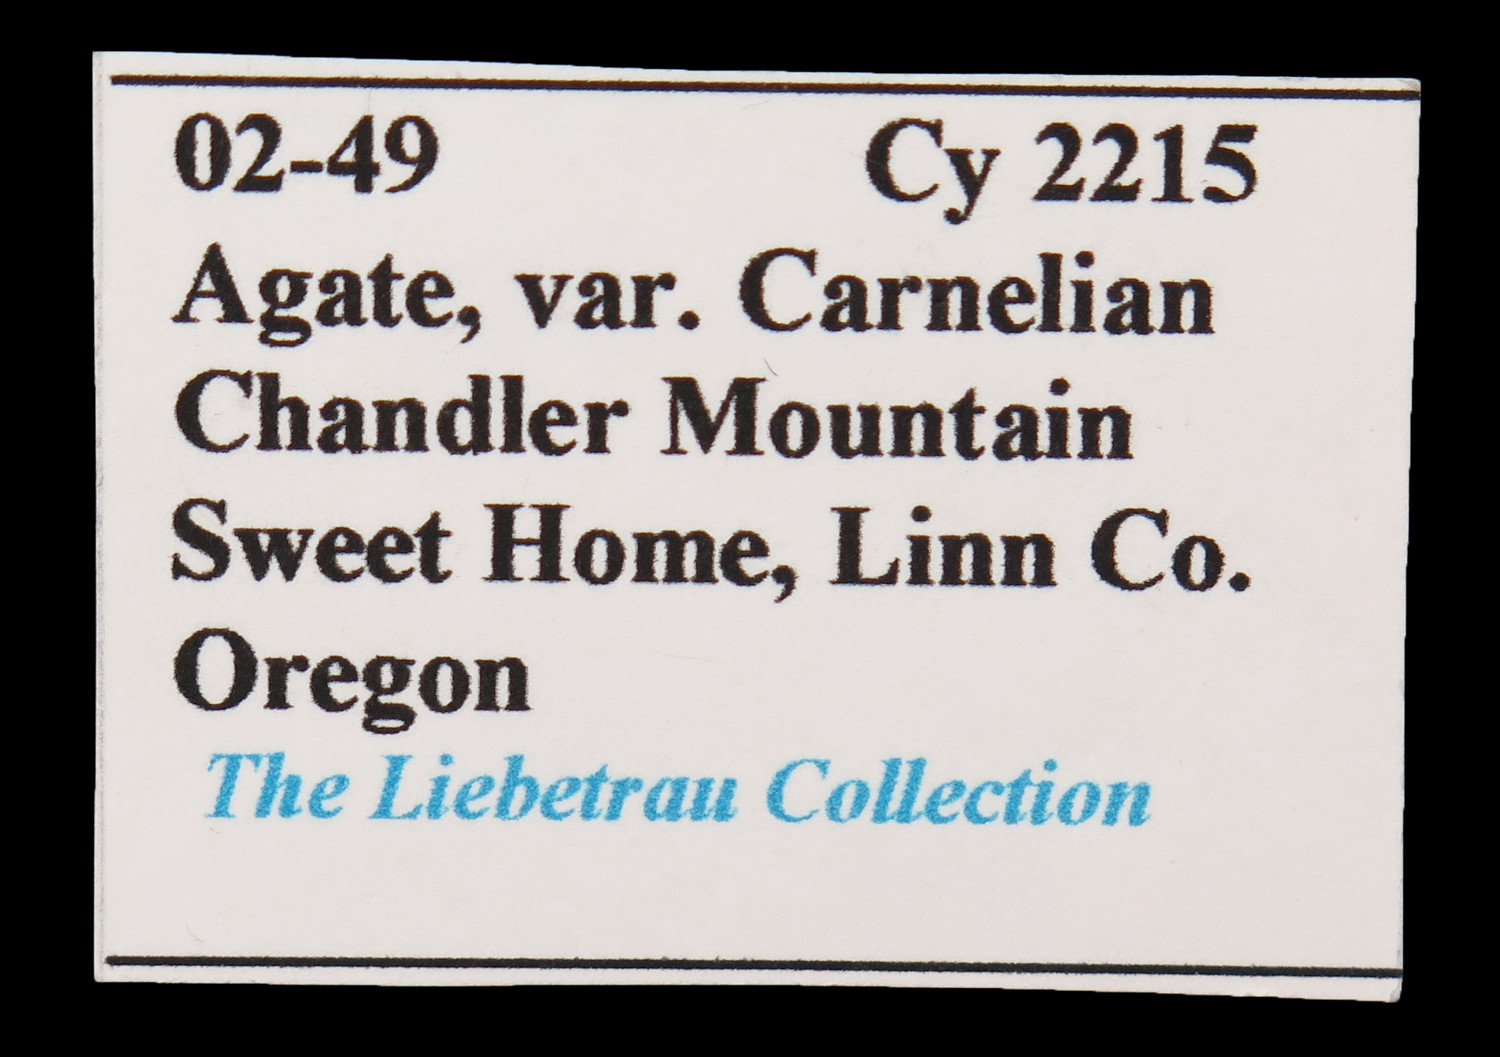 02-49 Cy 2215
Agate, var. Carnelian
Chandler Mountain
Sweet Home, Linn Co.
Oregon
The Liebetrau Collection